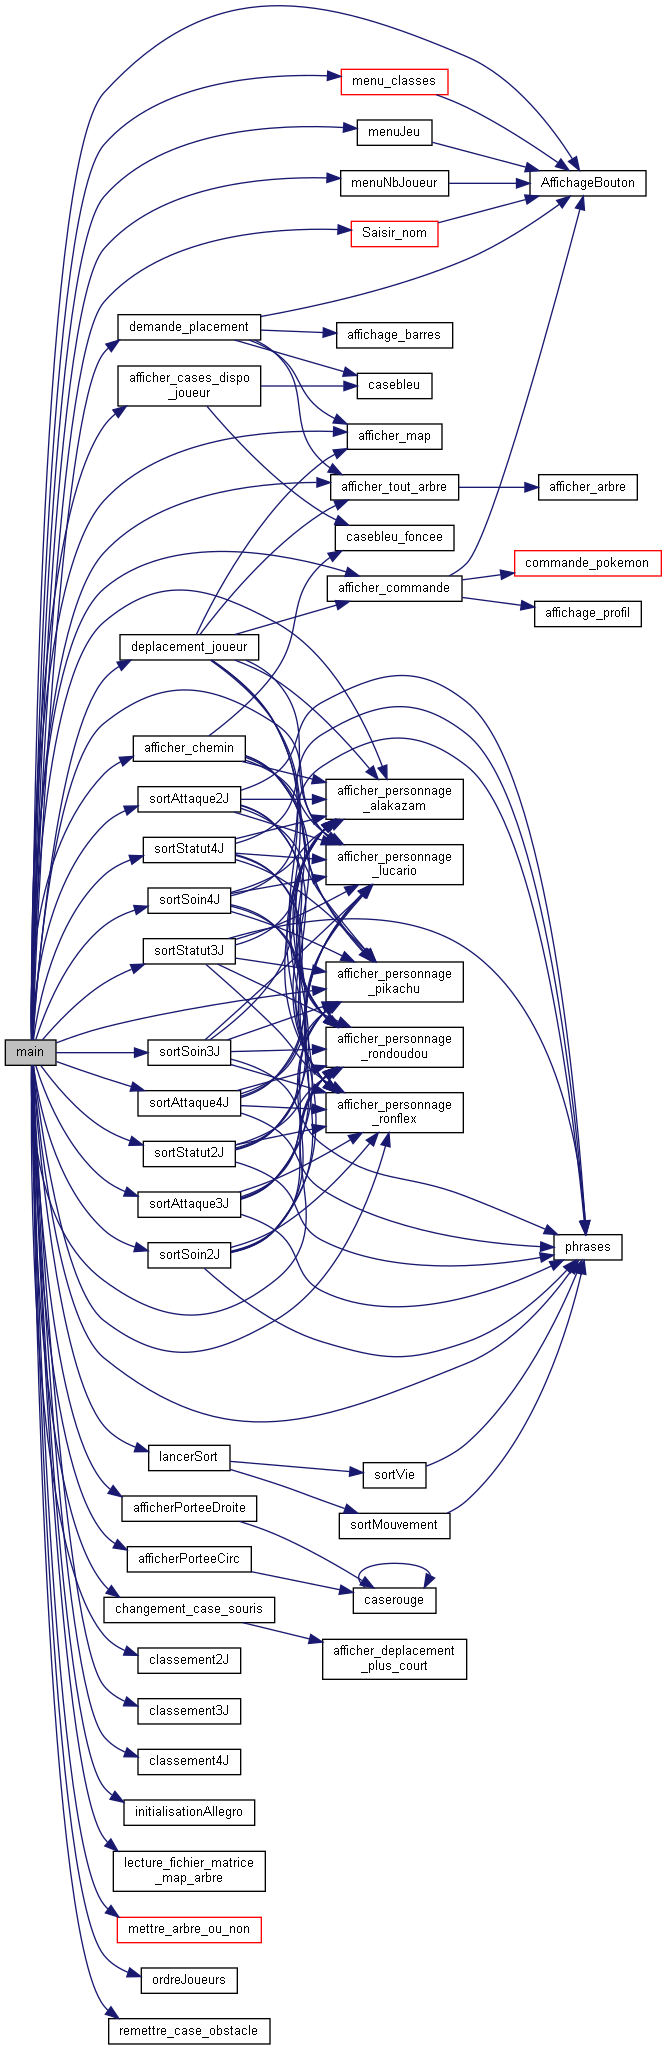 menu_classes
menuJeu
AffichageBouton
menuNbJoueur
Saisir_nom
demande_placement
affichage_barres
afficher_cases_dispo
_joueur
casebleu
afficher_map
afficher_tout_arbre
afficher_arbre
casebleu_foncee
commande_pokemon
afficher_commande
affichage_profil
deplacement_joueur
afficher_chemin
afficher_personnage
_alakazam
sortAttaque2J
sortStatut4J
afficher_personnage
_lucario
sortSoin4J
sortStatut3J
afficher_personnage
_pikachu
main
sortSoin3J
afficher_personnage
_rondoudou
sortAttaque4J
afficher_personnage
_ronflex
sortStatut2J
sortAttaque3J
sortSoin2J
phrases
lancerSort
sortVie
afficherPorteeDroite
sortMouvement
afficherPorteeCirc
caserouge
changement_case_souris
afficher_deplacement
_plus_court
classement2J
classement3J
classement4J
initialisationAllegro
lecture_fichier_matrice
_map_arbre
mettre_arbre_ou_non
ordreJoueurs
remettre_case_obstacle